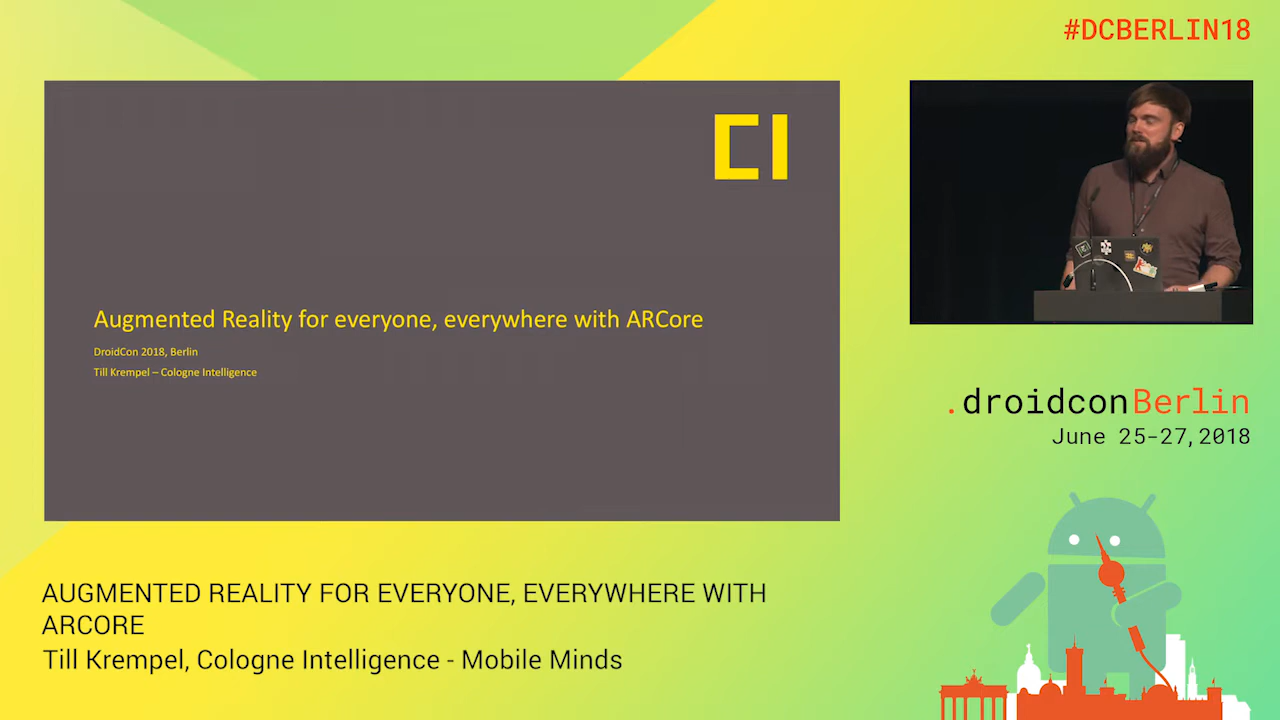 #DCBERLIN18
CI
Augmented Reality for everyone, everywhere with ARCore
DroidCon 2018, Berlin
Till Krempel – Cologne Intelligence
.droidconBerlin
June 25-27,2018
AUGMENTED REALITY FOR EVERYONE, EVERYWHERE WITH
ARCORE
Till Krempel, Cologne Intelligence - Mobile Minds